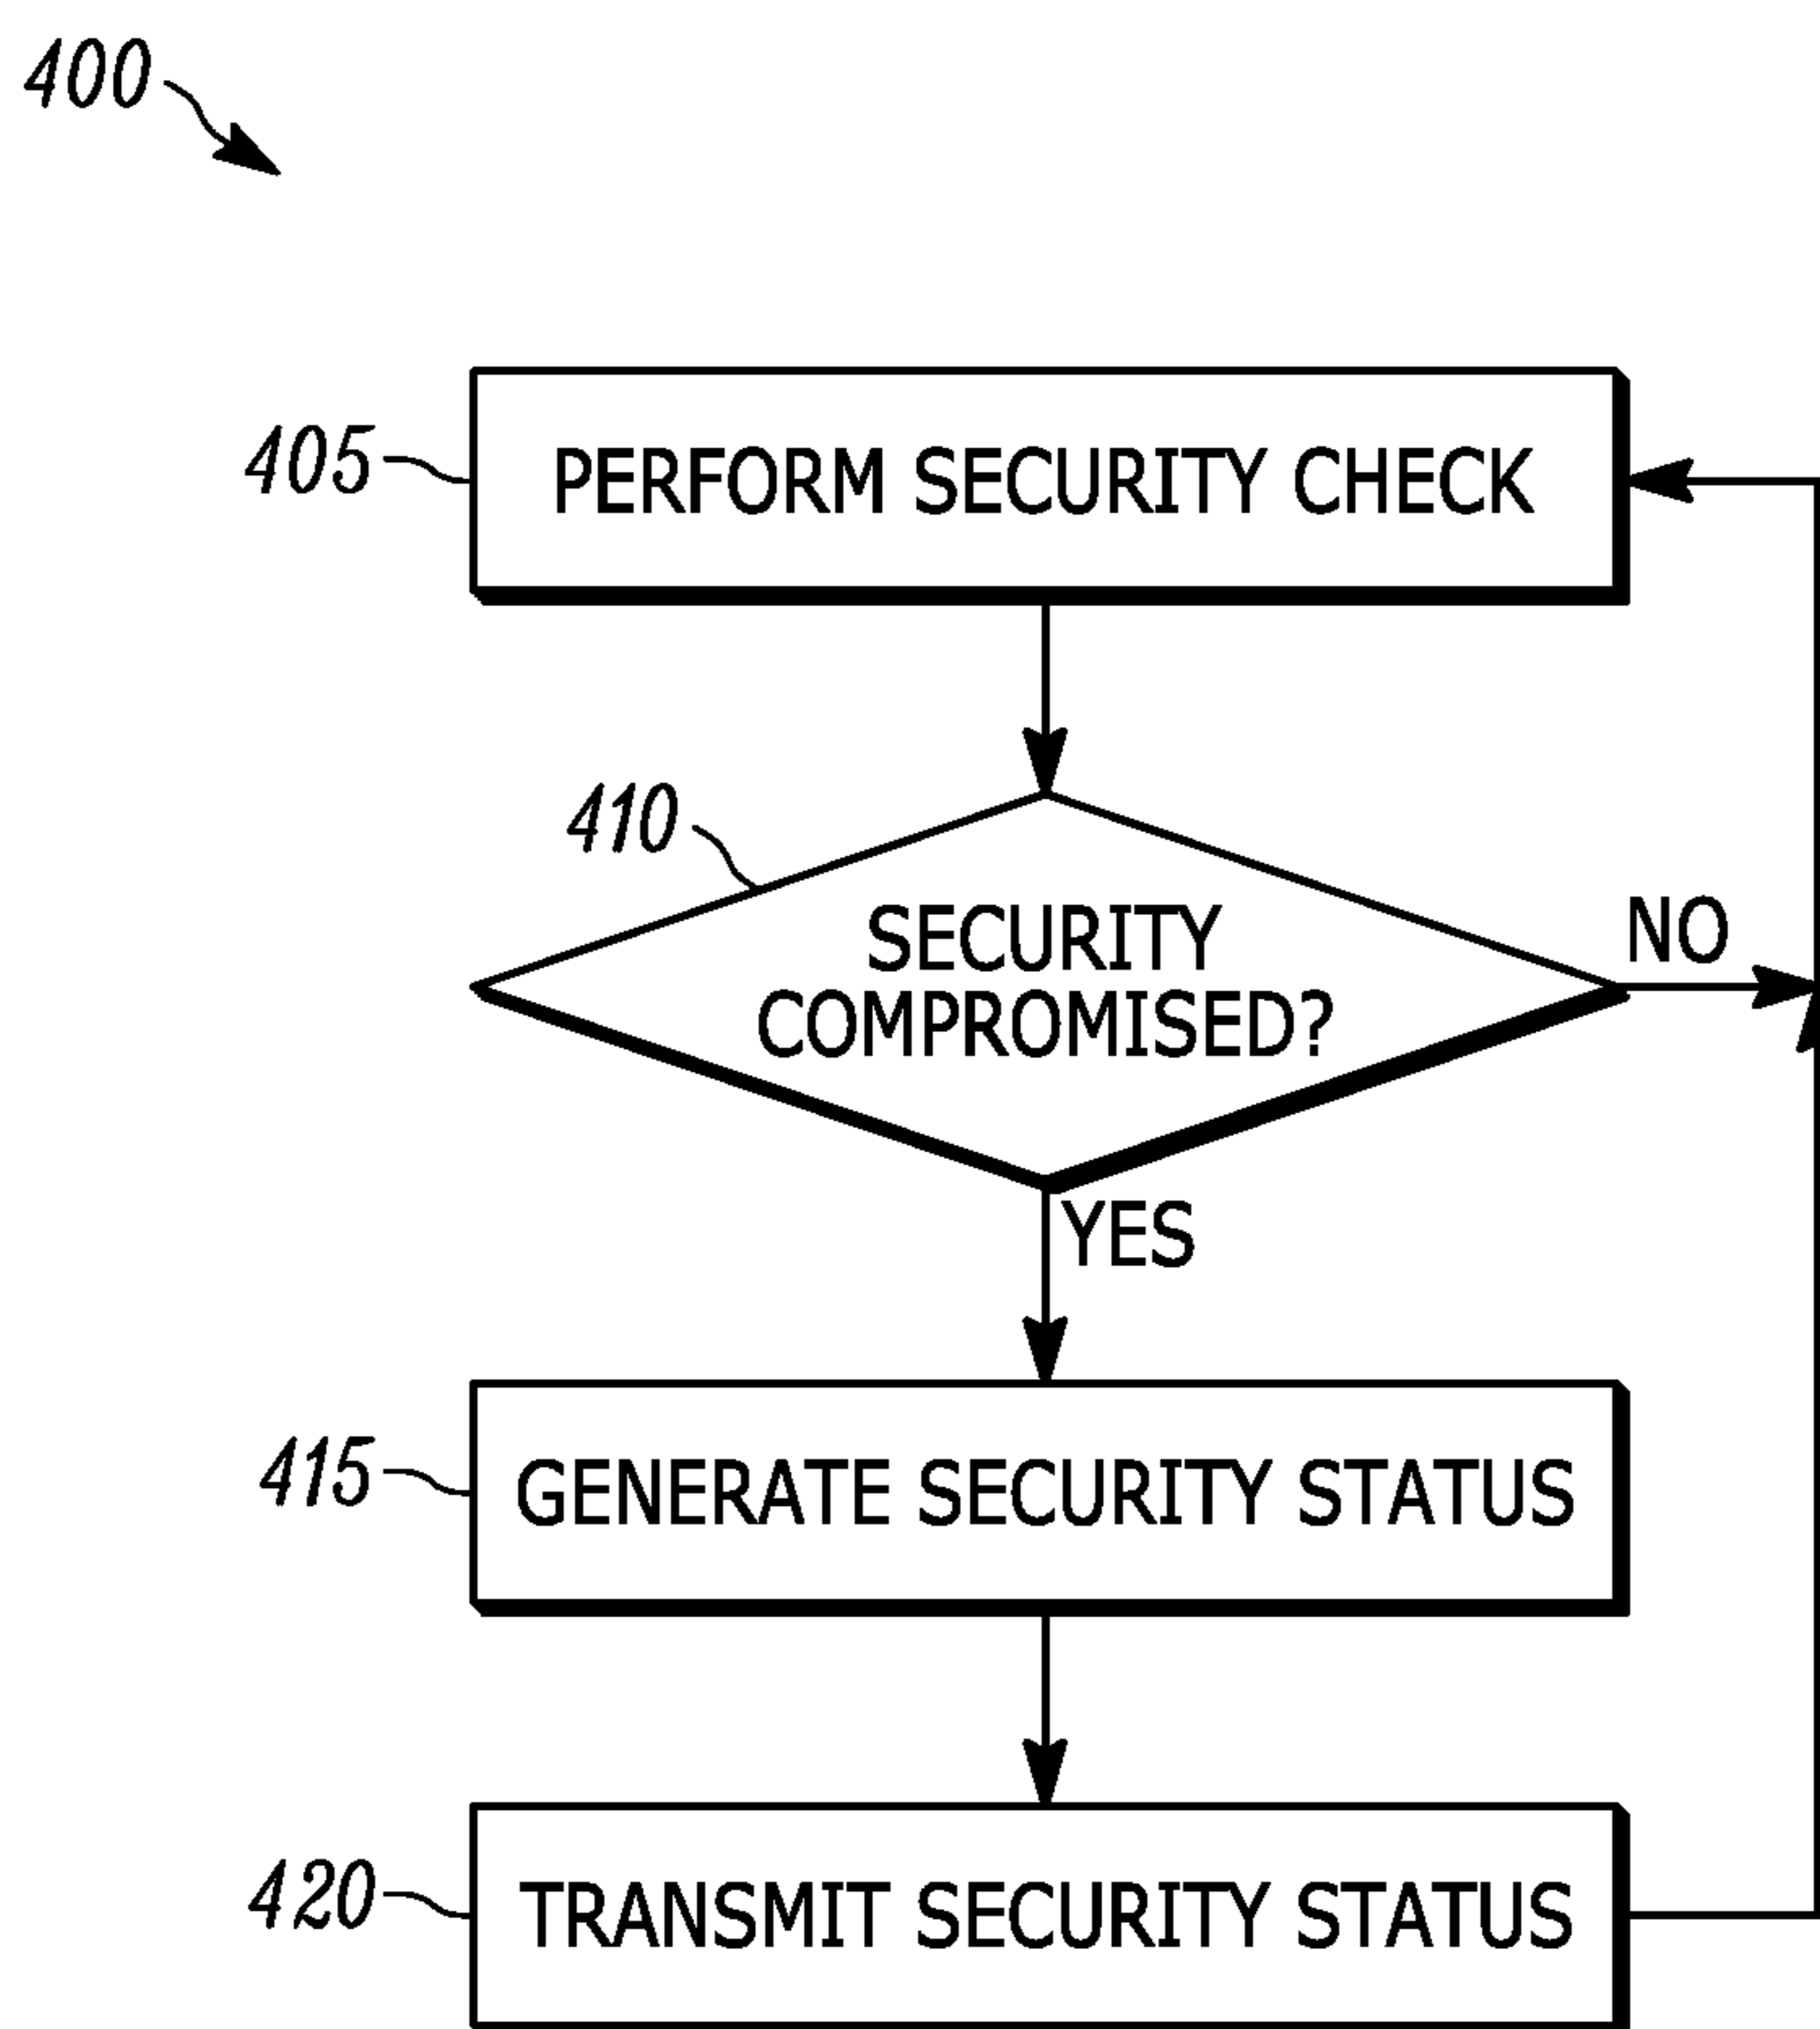 400
405
PERFORM SECURITY CHECK
410
SECURITY
COMPROMISED?
NO
YES
415
GENERATE SECURITY STATUS
420
TRANSMIT SECURITY STATUS